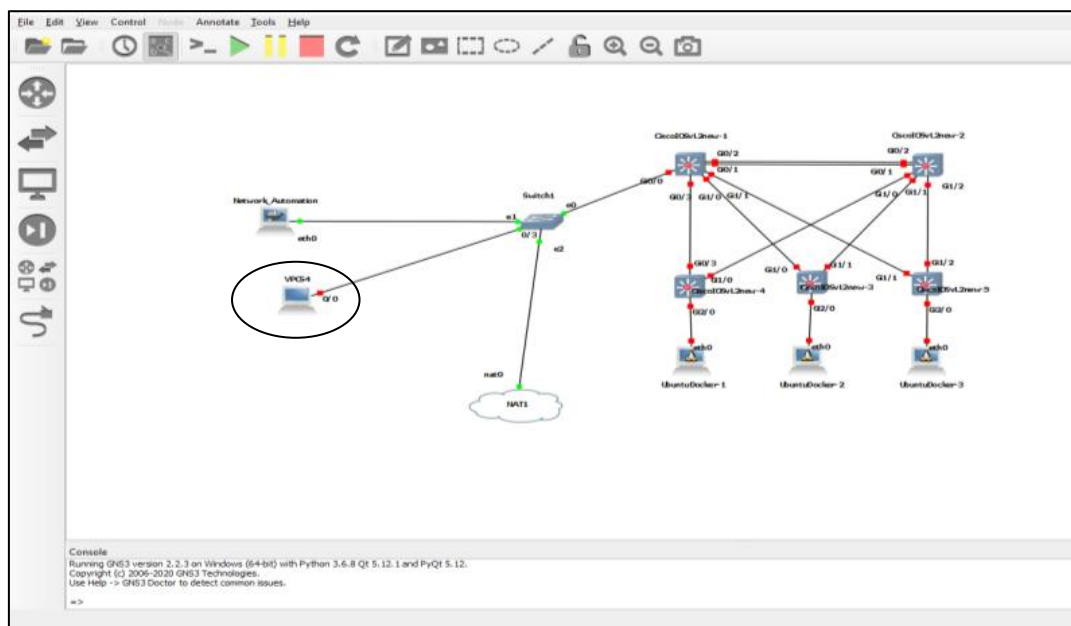 File Edit View Control Node Annotate Tools Help
CiscoIOSvL2new-1
CiscoIOSvL2new-2
Gi0/2
Gi0/2
Gi0/1
Gi0/1
Gi0/0
Gi0/3
Gi1/0
Gi1/1
Gi1/0
Gi1/1
Gi1/2
Switch1
e0
e1
0/3
e2
Network_Automation
eth0
VPCS4
0/0
Gi0/3
Gi1/0
Gi1/0
Gi1/1
Gi1/1
Gi1/2
CiscoIOSvL2new-4
CiscoIOSvL2new-3
CiscoIOSvL2new-5
Gi2/0
Gi2/0
Gi2/0
eth0
eth0
eth0
UbuntuDocker-1
UbuntuDocker-2
UbuntuDocker-3
nat0
NAT1
Console
Running GNS3 version 2.2.3 on Windows (64-bit) with Python 3.6.8 Qt 5.12.1 and PyQt 5.12.
Copyright (c) 2006-2020 GNS3 Technologies.
Use Help -> GNS3 Doctor to detect common issues.
=>